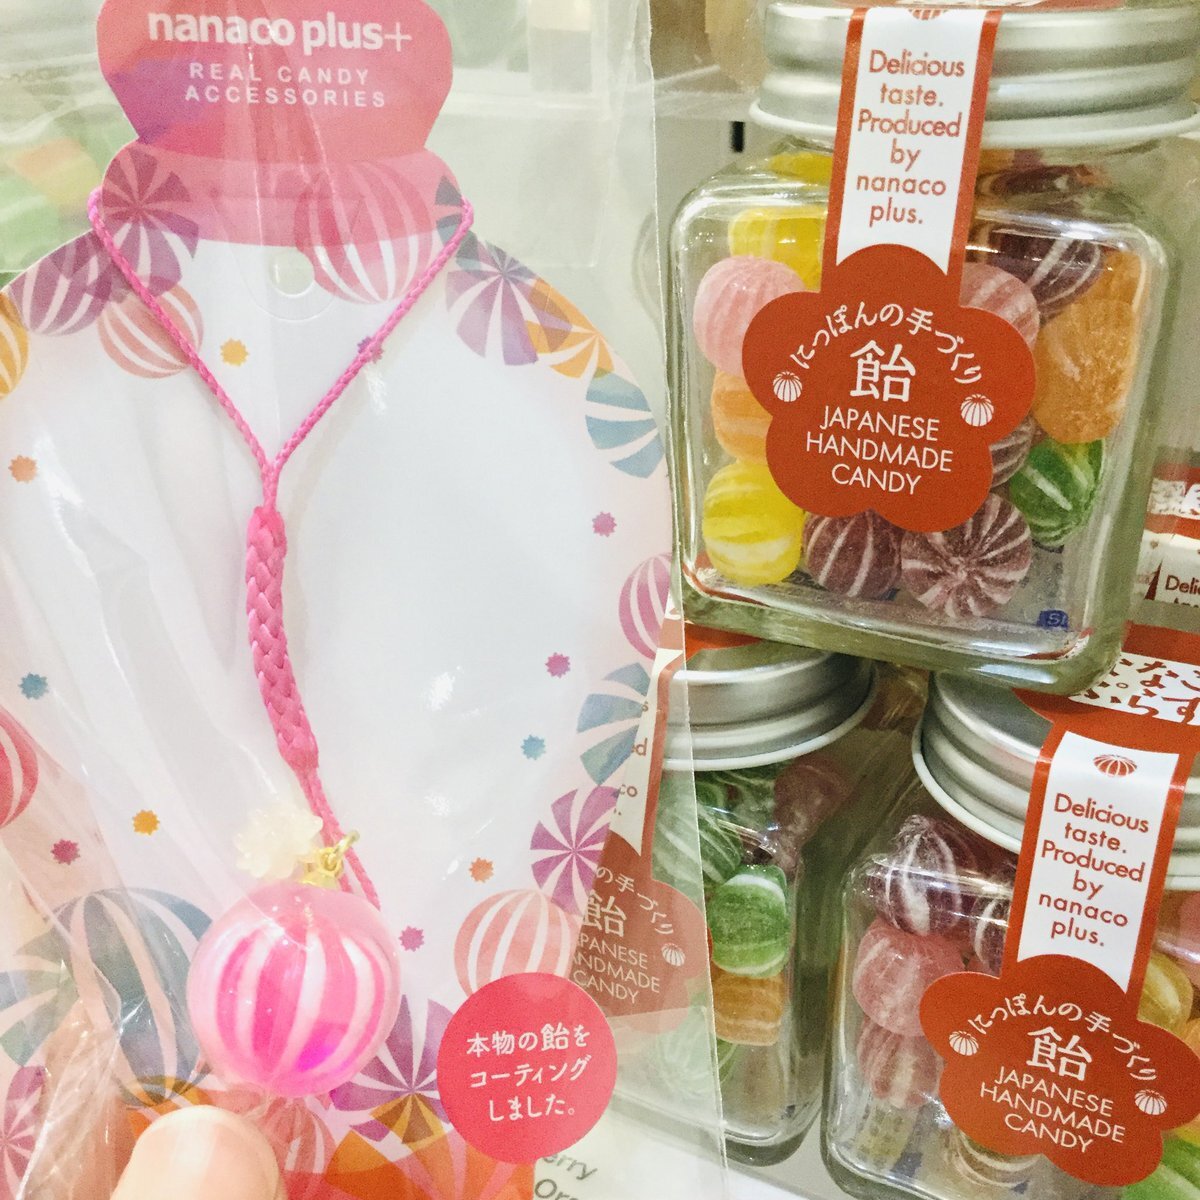 nanaco plus+
REAL CANDY
ACCESSORIES
本物の飴を
コーティング
しました。
Delicious
taste.
Produced
by
nanaco
plus.
にっぽんの手づくり
飴
JAPANESE
HANDMADE
CANDY
の手づくり
飴
JAPANESE
HANDMADE
CANDY
Delicious
taste.
Produced
by
nanaco
plus.
にっぽんの手づくり
飴
JAPANESE
HANDMADE
CANDY